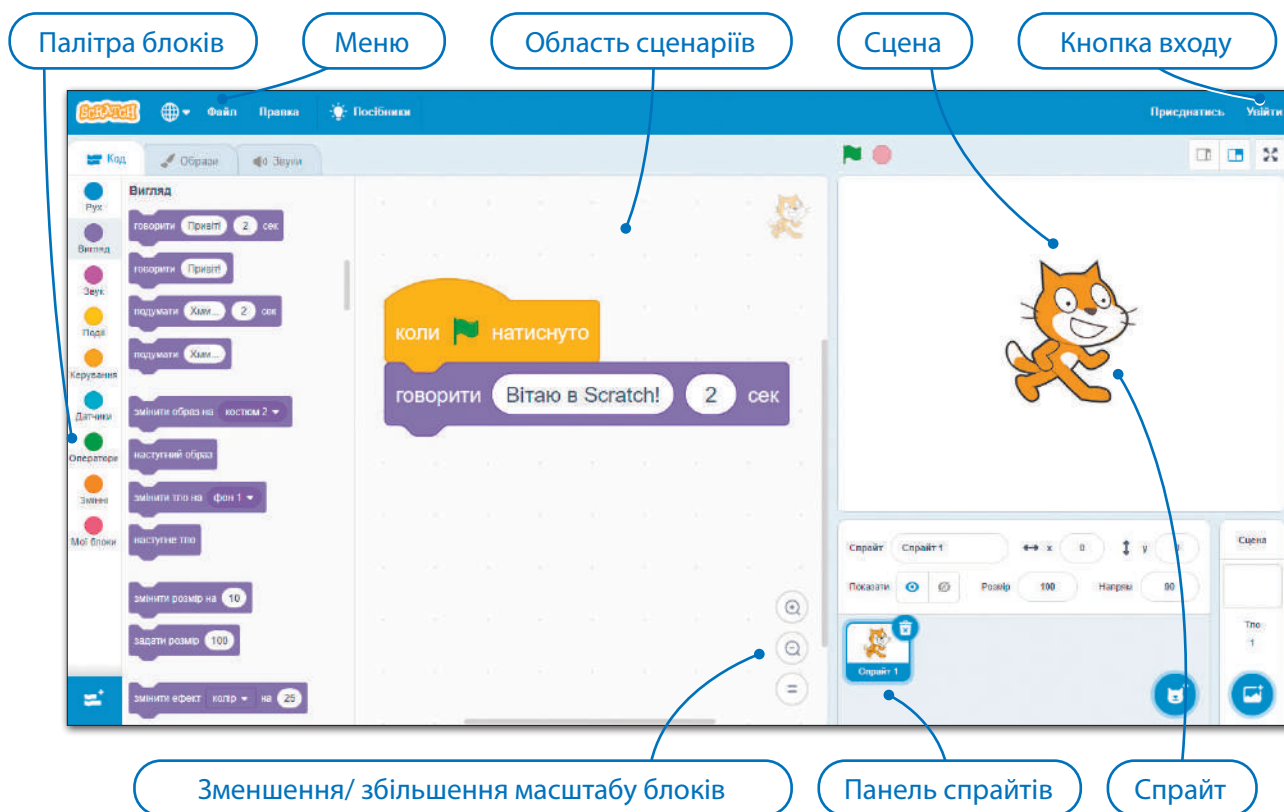 Палітра блоків
Меню
Область сценаріїв
Сцена
Кнопка входу
SCRATCH
Файл
Правка
Посібники
Приєднатись
Увійти
Код
Образи
Звуки
Рух
Вигляд
Звук
Події
Керування
Датчики
Оператори
Змінні
Мої блоки
Вигляд
говорити Привіт! 2 сек
говорити Привіт!
подумати Хмм... 2 сек
подумати Хмм...
змінити образ на костюм 2
наступний образ
змінити тло на фон 1
наступне тло
змінити розмір на 10
задати розмір 100
змінити ефект колір на 25
коли натиснуто
говорити Вітаю в Scratch! 2 сек
Спрайт Спрайт 1 x 0 y
Показати Розмір 100 Напрям 90
Спрайт 1
Сцена
Тло
1
Зменшення/ збільшення масштабу блоків
Панель спрайтів
Спрайт